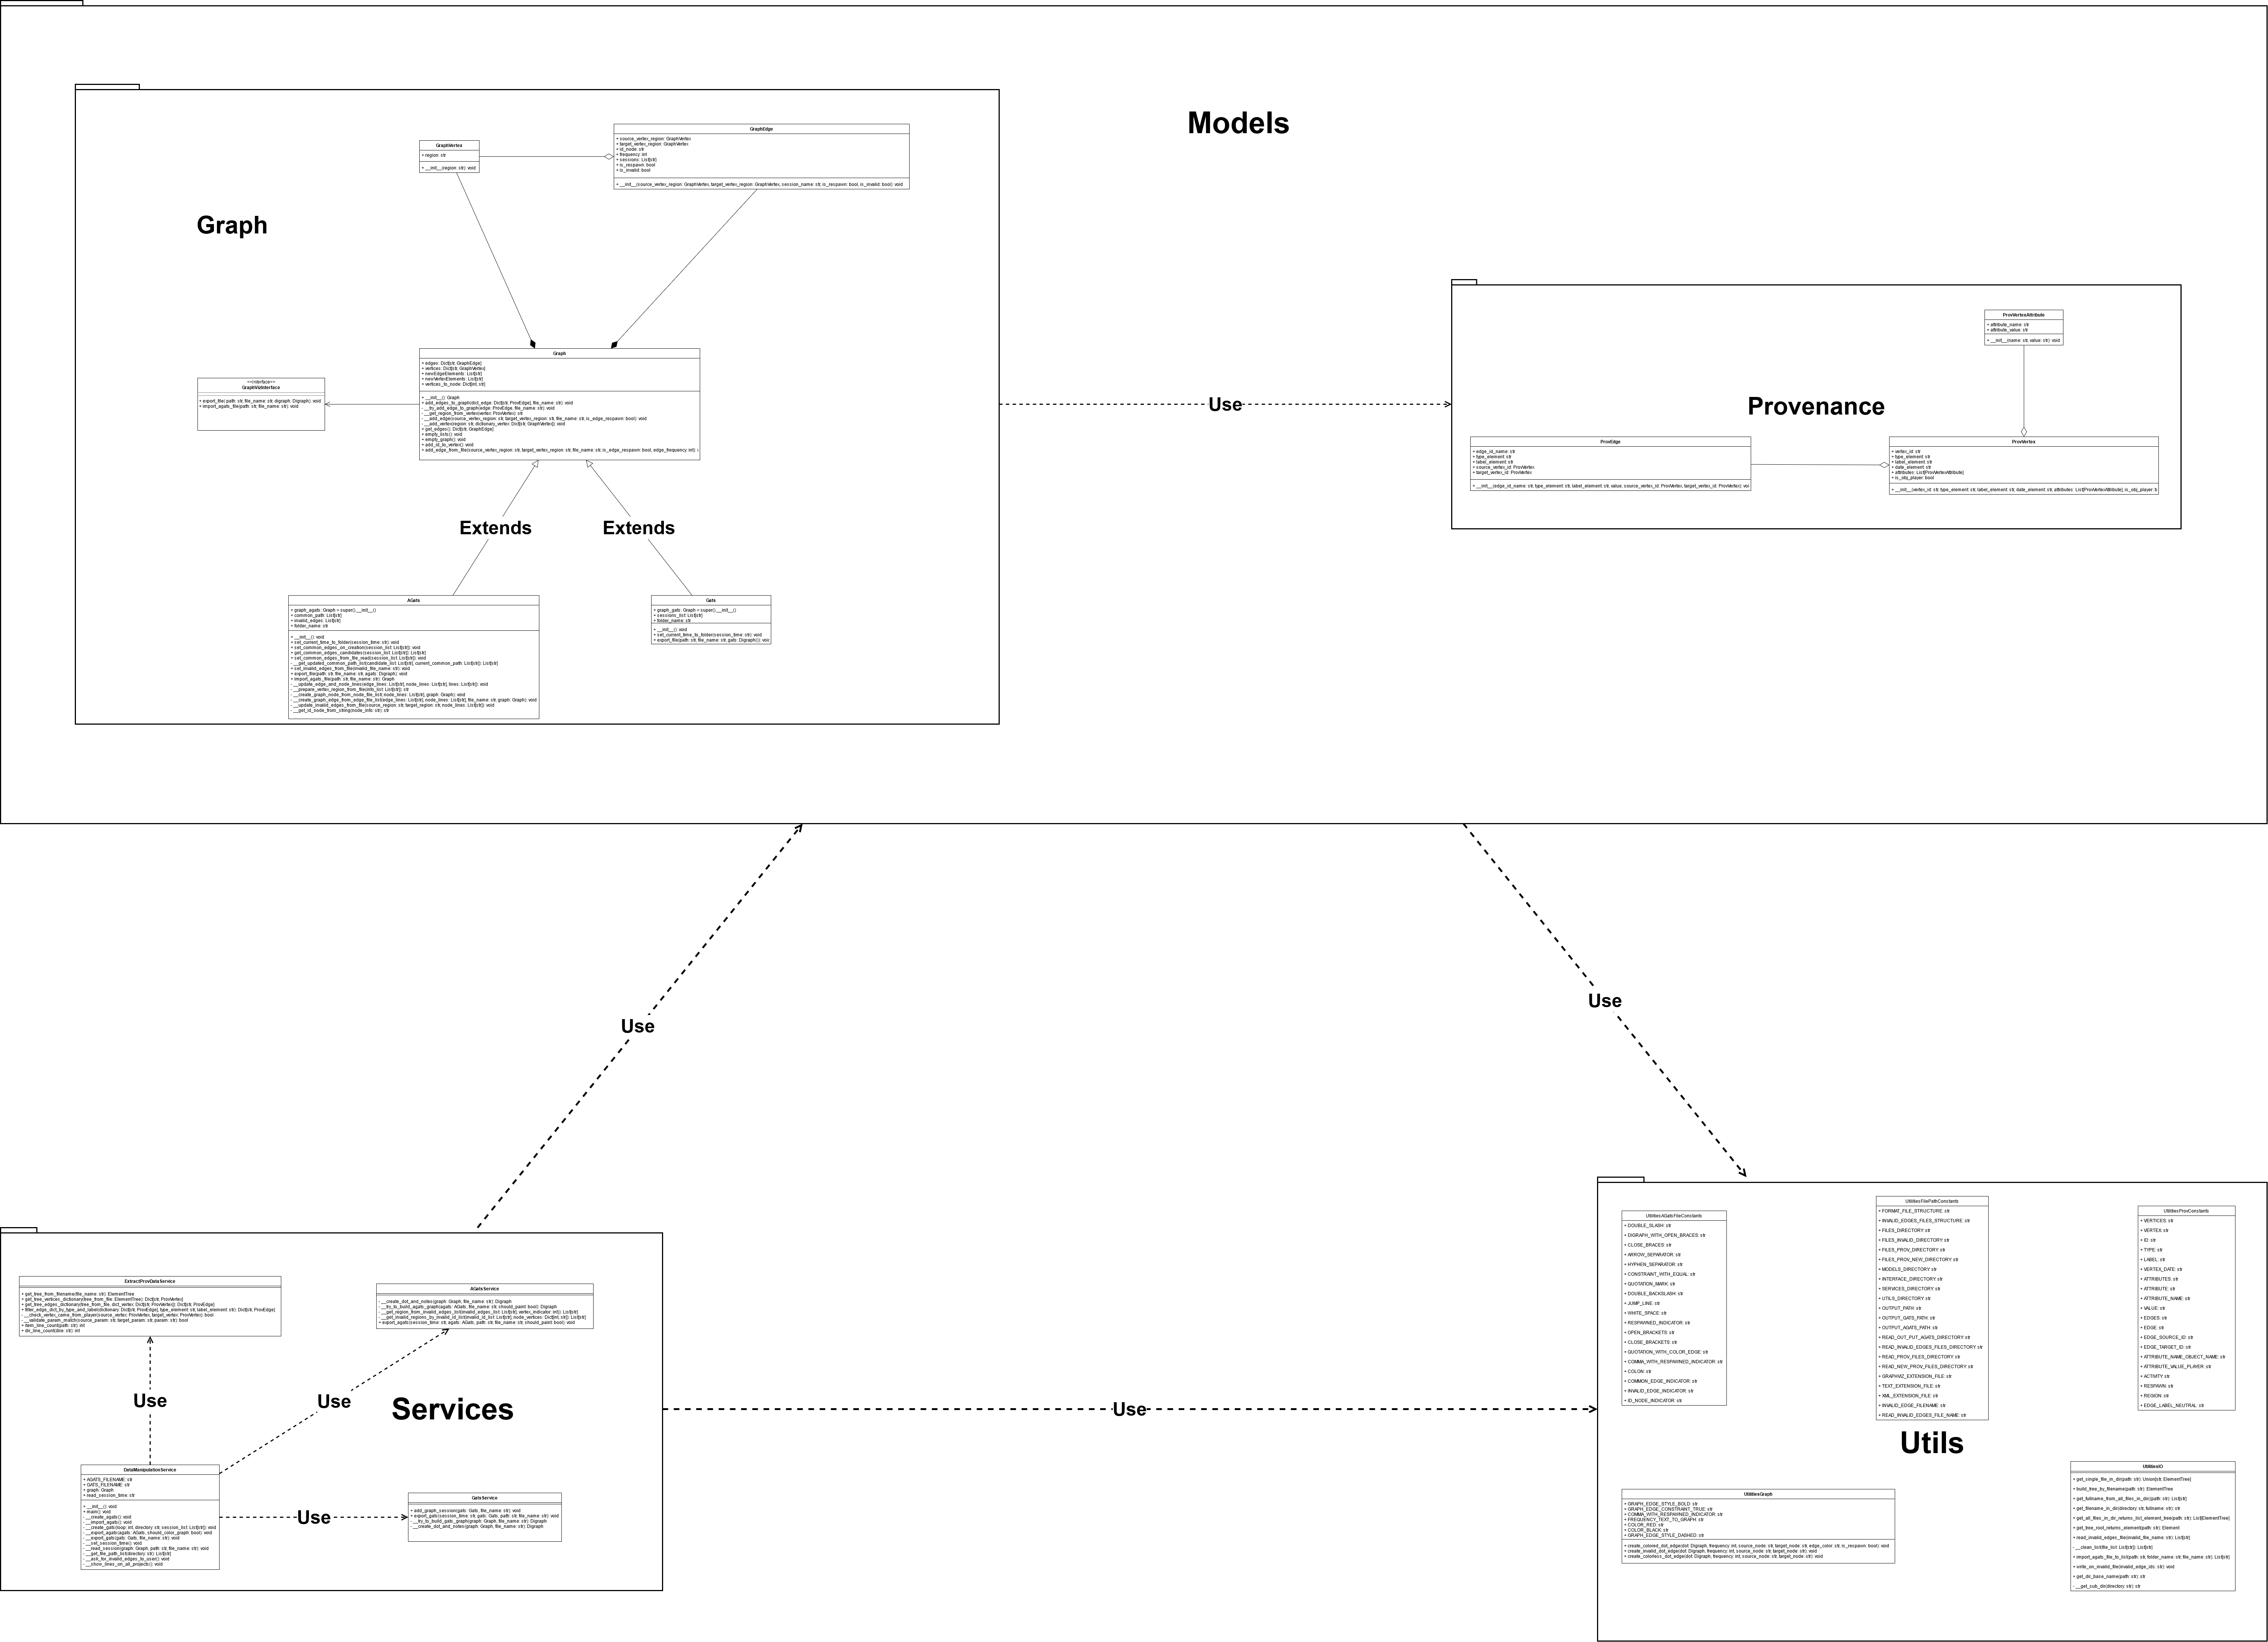 Models
Graph
GraphVertex
+ region: str
+ __init__(region: str): void
GraphEdge
+ source_vertex_region: GraphVertex
+ target_vertex_region: GraphVertex
+ id_node: str
+ frequency: int
+ sessions: List[str]
+ is_respawn: bool
+ is_invalid: bool
+ __init__(source_vertex_region: GraphVertex, target_vertex_region: GraphVertex, session_name: str, is_respawn: bool, is_invalid: bool): void
<<Interface>>
GraphVizInterface
+ export_file( path: str, file_name: str, digraph: Digraph): void
+ import_agats_file(path: str, file_name: str): void
Graph
+ edges: Dict[str, GraphEdge]
+ vertices: Dict[str, GraphVertex]
+ newEdgeElements: List[str]
+ newVertexElements: List[str]
+ vertices_to_node: Dict[int, str]
+ __init__(): Graph
+ add_edges_to_graph(dict_edge: Dict[str, ProvEdge], file_name: str): void
- __try_add_edge_to_graph(edge: ProvEdge, file_name: str): void
- __get_region_from_vertex(vertex: ProvVertex): str
- __add_edge(source_vertex_region: str, target_vertex_region: str, file_name: str, is_edge_respawn: bool): void
- __add_vertex(region: str, dictionary_vertex: Dict[str, GraphVertex]): void
+ get_edges(): Dict[str, GraphEdge]
+ empty_lists(): void
+ empty_graph(): void
+ add_id_to_vertex(): void
+ add_edge_from_file(source_vertex_region: str, target_vertex_region: str, file_name: str, is_edge_respawn: bool, edge_frequency: int):
Extends
Extends
AGats
+ graph_agats: Graph = super().__init__()
+ common_path: List[str]
+ invalid_edges: List[str]
+ folder_name: str
+ __init__(): void
+ set_current_time_to_folder(session_time: str): void
+ set_common_edges_on_creation(session_list: List[str]): void
+ get_common_edges_candidates(session_list: List[str]): List[str]
+ set_common_edges_from_file_read(session_list: List[str]): void
- __get_updated_common_path_list(candidate_list: List[str], current_common_path: List[str]): List[str]
+ set_invalid_edges_from_file(invalid_file_name: str): void
+ export_file(path: str, file_name: str, agats: Digraph): void
+ import_agats_file(path: str, file_name: str): Graph
- __update_edge_and_node_lines(edge_lines: List[str], node_lines: List[str], lines: List[str]): void
- __prepare_vertex_region_from_file(info_list: List[str]): str
- __create_graph_node_from_node_file_list(node_lines: List[str], graph: Graph): void
- __create_graph_edge_from_edge_file_list(edge_lines: List[str], node_lines: List[str], file_name: str, graph: Graph): void
- __update_invalid_edges_from_file(source_region: str, target_region: str, node_lines: List[str]): void
- __get_id_node_from_string(node_info: str): str
Gats
+ graph_gats: Graph = super().__init__()
+ sessions_list: List[str]
+ folder_name: str
+ __init__(): void
+ set_current_time_to_folder(session_time: str): void
+ export_file(path: str, file_name: str, gats: Digraph()): void
Use
Provenance
ProvVertexAttribute
+ attribute_name: str
+ attribute_value: str
+ __init__(name: str, value: str): void
ProvEdge
+ edge_id_name: str
+ type_element: str
+ label_element: str
+ source_vertex_id: ProvVertex
+ target_vertex_id: ProvVertex
+ __init__(edge_id_name: str, type_element: str, label_element: str, value, source_vertex_id: ProvVertex, target_vertex_id: ProvVertex): voi
ProvVertex
+ vertex_id: str
+ type_element: str
+ label_element: str
+ date_element: str
+ attributes: List[ProvVertexAttribute]
+ is_obj_player: bool
+ __init__(vertex_id: str, type_element: str, label_element: str, date_element: str, attributes: List[ProvVertexAttribute], is_obj_player: b
Use
Use
Services
ExtractProvDataService
+ get_tree_from_filename(file_name: str): ElementTree
+ get_tree_vertices_dictionary(tree_from_file: ElementTree): Dict[str, ProvVertex]
+ get_tree_edges_dictionary(tree_from_file, dict_vertex: Dict[str, ProvVertex]): Dict[str, ProvEdge]
+ filter_edge_dict_by_type_and_label(dictionary: Dict[str, ProvEdge], type_element: str, label_element: str): Dict[str, ProvEdge]
- __check_vertex_came_from_player(source_vertex: ProvVertex, target_vertex: ProvVertex): bool
- __validate_param_match(source_param: str, target_param: str, param: str): bool
+ item_line_count(path: str): int
+ dir_line_count(dire: str): int
AGatsService
- __create_dot_and_notes(graph: Graph, file_name: str): Digraph
- __try_to_build_agats_graph(agats: AGats, file_name: str, should_paint: bool): Digraph
- __get_region_from_invalid_edges_list(invalid_edges_list: List[str], vertex_indicator: int]): List[str]
- __get_invalid_regions_by_invalid_id_list(invalid_id_list: List[str], node_vertices: Dict[int, str]): List[str]
+ export_agats(session_time: str, agats: AGats, path: str, file_name: str, should_paint: bool): void
Use
Use
DataManipulationService
+ AGATS_FILENAME: str
+ GATS_FILENAME: str
+ graph: Graph
+ read_session_time: str
+ __init__(): void
+ main(): void
- __create_agats(): void
- __import_agats(): void
- __create_gats(loop: int, directory: str, session_list: List[str]): void
- __export_agats(agats: AGats, should_color_graph: bool): void
- __export_gats(gats: Gats, file_name: str): void
- __set_session_time(): void
- __read_session(graph: Graph, path: str, file_name: str): void
- __get_file_path_list(directory: str): List[str]
- __ask_for_invalid_edges_to_user(): void
- __show_lines_on_all_projects(): void
Use
GatsService
+ add_graph_session(gats: Gats, file_name: str): void
+ export_gats(session_time: str, gats: Gats, path: str, file_name: str): void
- __try_to_build_gats_graph(graph: Graph, file_name: str): Digraph
- __create_dot_and_notes(graph: Graph, file_name: str): Digraph
Use
Utils
UtilitiesAGatsFileConstants
+ DOUBLE_SLASH: str
+ DIGRAPH_WITH_OPEN_BRACES: str
+ CLOSE_BRACES: str
+ ARROW_SEPARATOR: str
+ HYPHEN_SEPARATOR: str
+ CONSTRAINT_WITH_EQUAL: str
+ QUOTATION_MARK: str
+ DOUBLE_BACKSLASH: str
+ JUMP_LINE: str
+ WHITE_SPACE: str
+ RESPAWNED_INDICATOR: str
+ OPEN_BRACKETS: str
+ CLOSE_BRACKETS: str
+ QUOTATION_WITH_COLOR_EDGE: str
+ COMMA_WITH_RESPAWNED_INDICATOR: str
+ COLON: str
+ COMMON_EDGE_INDICATOR: str
+ INVALID_EDGE_INDICATOR: str
+ ID_NODE_INDICATOR: str
UtilitiesFilePathConstants
+ FORMAT_FILE_STRUCTURE: str
+ INVALID_EDGES_FILES_STRUCTURE: str
+ FILES_DIRECTORY: str
+ FILES_INVALID_DIRECTORY: str
+ FILES_PROV_DIRECTORY: str
+ FILES_PROV_NEW_DIRECTORY: str
+ MODELS_DIRECTORY: str
+ INTERFACE_DIRECTORY: str
+ SERVICES_DIRECTORY: str
+ UTILS_DIRECTORY: str
+ OUTPUT_PATH: str
+ OUTPUT_GATS_PATH: str
+ OUTPUT_AGATS_PATH: str
+ READ_OUT_PUT_AGATS_DIRECTORY: str
+ READ_INVALID_EDGES_FILES_DIRECTORY: str
+ READ_PROV_FILES_DIRECTORY: str
+ READ_NEW_PROV_FILES_DIRECTORY: str
+ GRAPHVIZ_EXTENSION_FILE: str
+ TEXT_EXTENSION_FILE: str
+ XML_EXTENSION_FILE: str
+ INVALID_EDGE_FILENAME: str
+ READ_INVALID_EDGES_FILE_NAME: str
UtilitiesProvConstants
+ VERTICES: str
+ VERTEX: str
+ ID: str
+ TYPE: str
+ LABEL: str
+ VERTEX_DATE: str
+ ATTRIBUTES: str
+ ATTRIBUTE: str
+ ATTRIBUTE_NAME: str
+ VALUE: str
+ EDGES: str
+ EDGE: str
+ EDGE_SOURCE_ID: str
+ EDGE_TARGET_ID: str
+ ATTRIBUTE_NAME_OBJECT_NAME: str
+ ATTRIBUTE_VALUE_PLAYER: str
+ ACTIVITY: str
+ RESPAWN: str
+ REGION: str
+ EDGE_LABEL_NEUTRAL: str
UtilitiesGraph
+ GRAPH_EDGE_STYLE_BOLD: str
+ GRAPH_EDGE_CONSTRAINT_TRUE: str
+ COMMA_WITH_RESPAWNED_INDICATOR: str
+ FREQUENCY_TEXT_TO_GRAPH: str
+ COLOR_RED: str
+ COLOR_BLACK: str
+ GRAPH_EDGE_STYLE_DASHED: str
+ create_colored_dot_edge(dot: Digraph, frequency: int, source_node: str, target_node: str, edge_color: str, is_respawn: bool): void
+ create_invalid_dot_edge(dot: Digraph, frequency: int, source_node: str, target_node: str): void
+ create_colorless_dot_edge(dot: Digraph, frequency: int, source_node: str, target_node: str): void
UtilitiesIO
+ get_single_file_in_dir(path: str): Union[str, ElementTree]
+ build_tree_by_filename(path: str): ElementTree
+ get_fullname_from_all_files_in_dir(path: str): List[str]
+ get_filename_in_dir(directory: str, fullname: str): str
+ get_all_files_in_dir_returns_list_element_tree(path: str): List[ElementTree]
+ get_tree_root_returns_element(path: str): Element
+ read_invalid_edges_file(invalid_file_name: str): List[str]
- __clean_list(the_list: List[str]): List[str]
+ import_agats_file_to_list(path: str, folder_name: str, file_name: str): List[str]
+ write_on_invalid_file(invalid_edge_ids: str): void
+ get_dir_base_name(path: str): str
- __get_sub_dir(directory: str): str